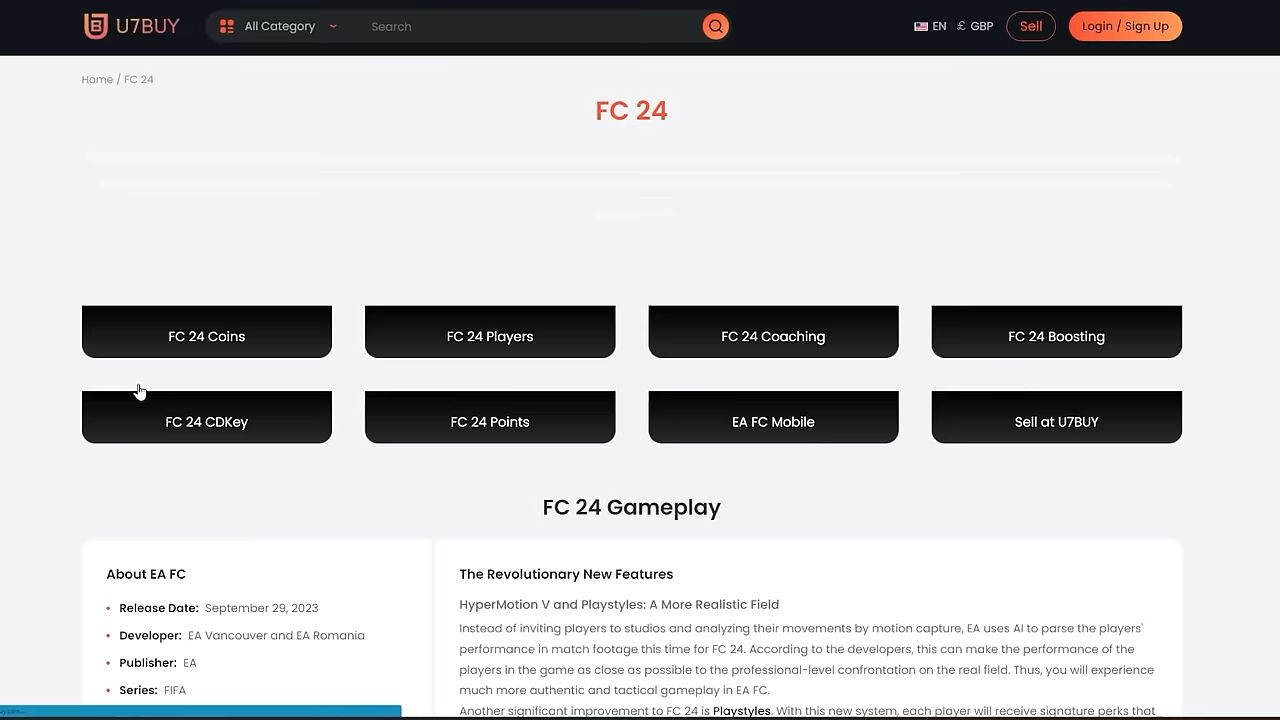 U7BUY
All Category
Search
EN
£ GBP
Sell
Login / Sign Up
Home / FC 24
FC 24
FC 24 Coins
FC 24 Players
FC 24 Coaching
FC 24 Boosting
FC 24 CDKey
FC 24 Points
EA FC Mobile
Sell at U7BUY
FC 24 Gameplay
About EA FC
• Release Date: September 29, 2023
• Developer: EA Vancouver and EA Romania
• Publisher: EA
• Series: FIFA
The Revolutionary New Features
HyperMotion V and Playstyles: A More Realistic Field
Instead of inviting players to studios and analyzing their movements by motion capture, EA uses AI to parse the players'
performance in match footage this time for FC 24. According to the developers, this can make the performance of the
players in the game as close as possible to the professional-level confrontation on the real field. Thus, you will experience
much more authentic and tactical gameplay in EA FC.
Another significant improvement to FC 24 is Playstyles. With this new system, each player will receive signature perks that